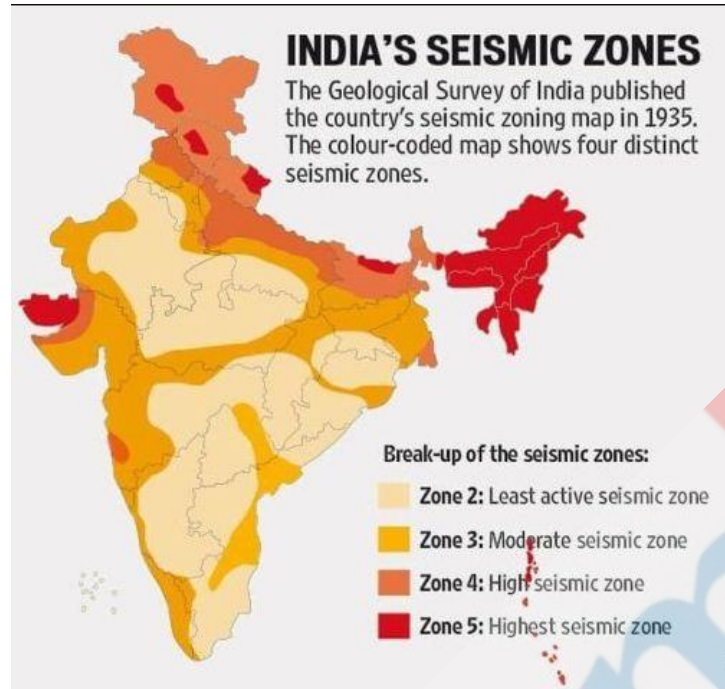 INDIA'S SEISMIC ZONES
The Geological Survey of India published
the country's seismic zoning map in 1935.
The colour-coded map shows four distinct
seismic zones.
Break-up of the seismic zones:
Zone 2: Least active seismic zone
Zone 3: Moderate seismic zone
Zone 4: High seismic zone
Zone 5: Highest seismic zone